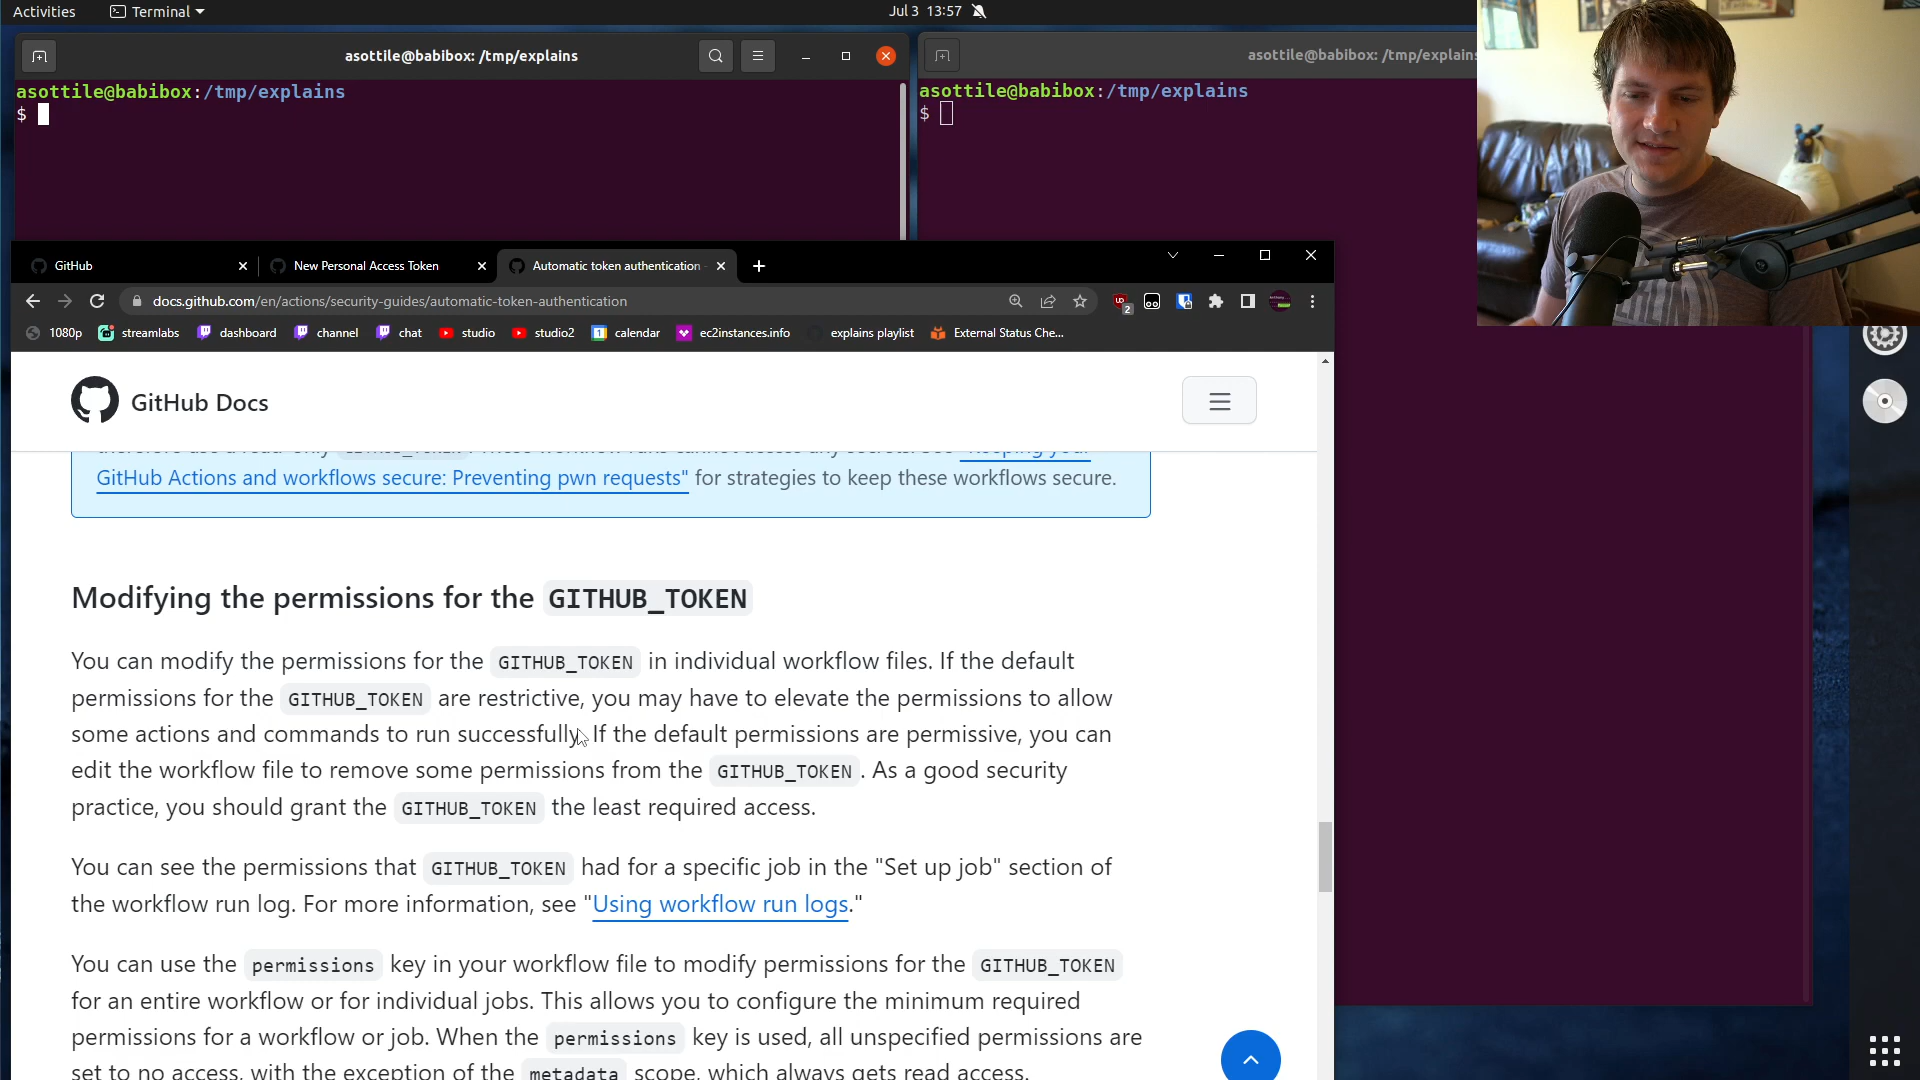 Activities
Terminal
Jul 3 13:57
asottile@babibox: /tmp/explains
asottile@babibox: /tmp/explains
asottile@babibox:/tmp/explains
$
asottile@babibox:/tmp/explains
$
GitHub
New Personal Access Token
Automatic token authentication
docs.github.com/en/actions/security-guides/automatic-token-authentication
2
1080p
streamlabs
dashboard
channel
chat
studio
studio2
1
calendar
ec2instances.info
explains playlist
External Status Che...
GitHub Docs
GitHub Actions and workflows secure: Preventing pwn requests" for strategies to keep these workflows secure.
Modifying the permissions for the GITHUB_TOKEN
You can modify the permissions for the GITHUB_TOKEN in individual workflow files. If the default
permissions for the GITHUB_TOKEN are restrictive, you may have to elevate the permissions to allow
some actions and commands to run successfully. If the default permissions are permissive, you can
edit the workflow file to remove some permissions from the GITHUB_TOKEN. As a good security
practice, you should grant the GITHUB_TOKEN the least required access.
You can see the permissions that GITHUB_TOKEN had for a specific job in the "Set up job" section of
the workflow run log. For more information, see "Using workflow run logs."
You can use the permissions key in your workflow file to modify permissions for the GITHUB_TOKEN
for an entire workflow or for individual jobs. This allows you to configure the minimum required
permissions for a workflow or job. When the permissions key is used, all unspecified permissions are
set to no access, with the exception of the metadata scope, which always gets read access.